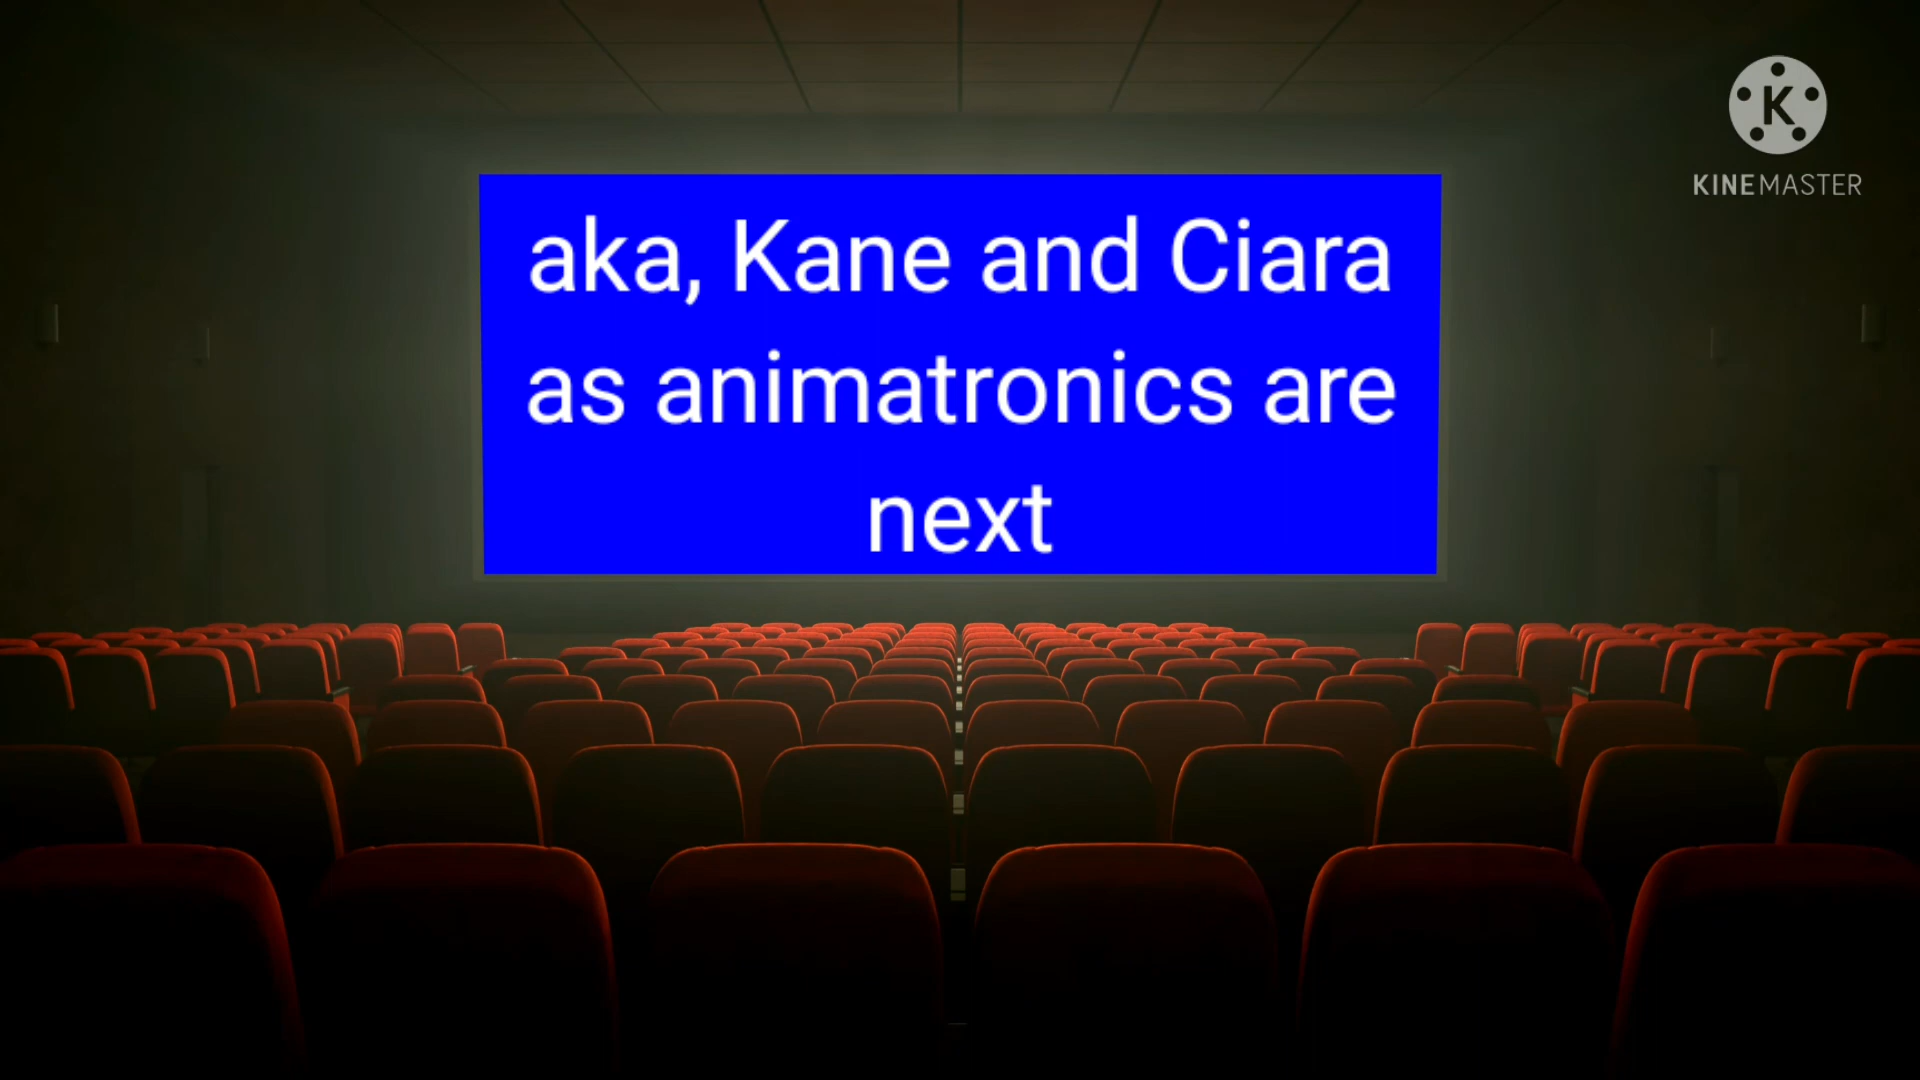 aka, Kane and Ciara
as animatronics are
next
K
KINEMASTER